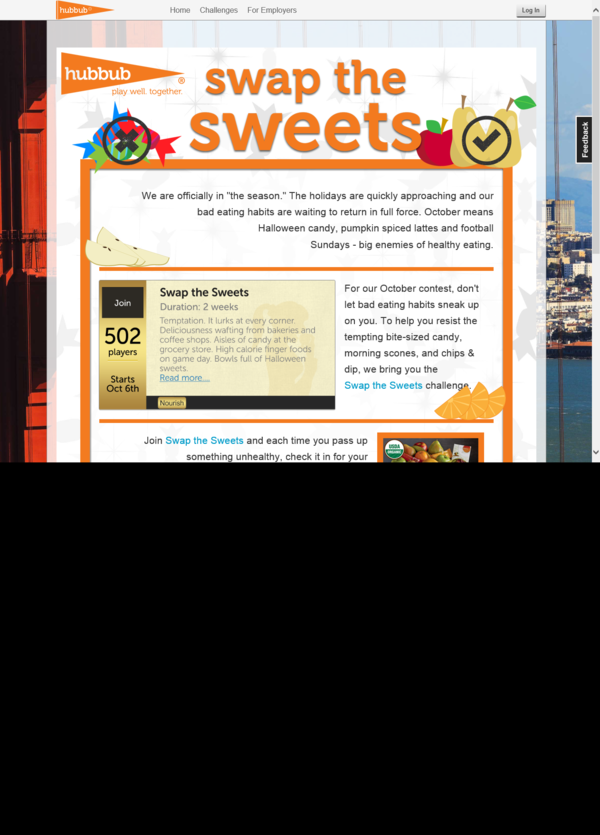 hubbub
Home Challenges For Employers
Log In
hubbub®
play well. together.
swap the
sweets
Feedback
We are officially in "the season." The holidays are quickly approaching and our
bad eating habits are waiting to return in full force. October means
Halloween candy, pumpkin spiced lattes and football
Sundays - big enemies of healthy eating.
Join
502
players
Starts
Oct 6th
Swap the Sweets
Duration: 2 weeks
Temptation. It lurks at every corner.
Deliciousness wafting from bakeries and
coffee shops. Aisles of candy at the
grocery store. High calorie finger foods
on game day. Bowls full of Halloween
sweets.
Read more...
Nourish
For our October contest, don't
let bad eating habits sneak up
on you. To help you resist the
tempting bite-sized candy,
morning scones, and chips &
dip, we bring you the
Swap the Sweets challenge.
Join Swap the Sweets and each time you pass up
something unhealthy, check it in for your
USDA
ORGANIC